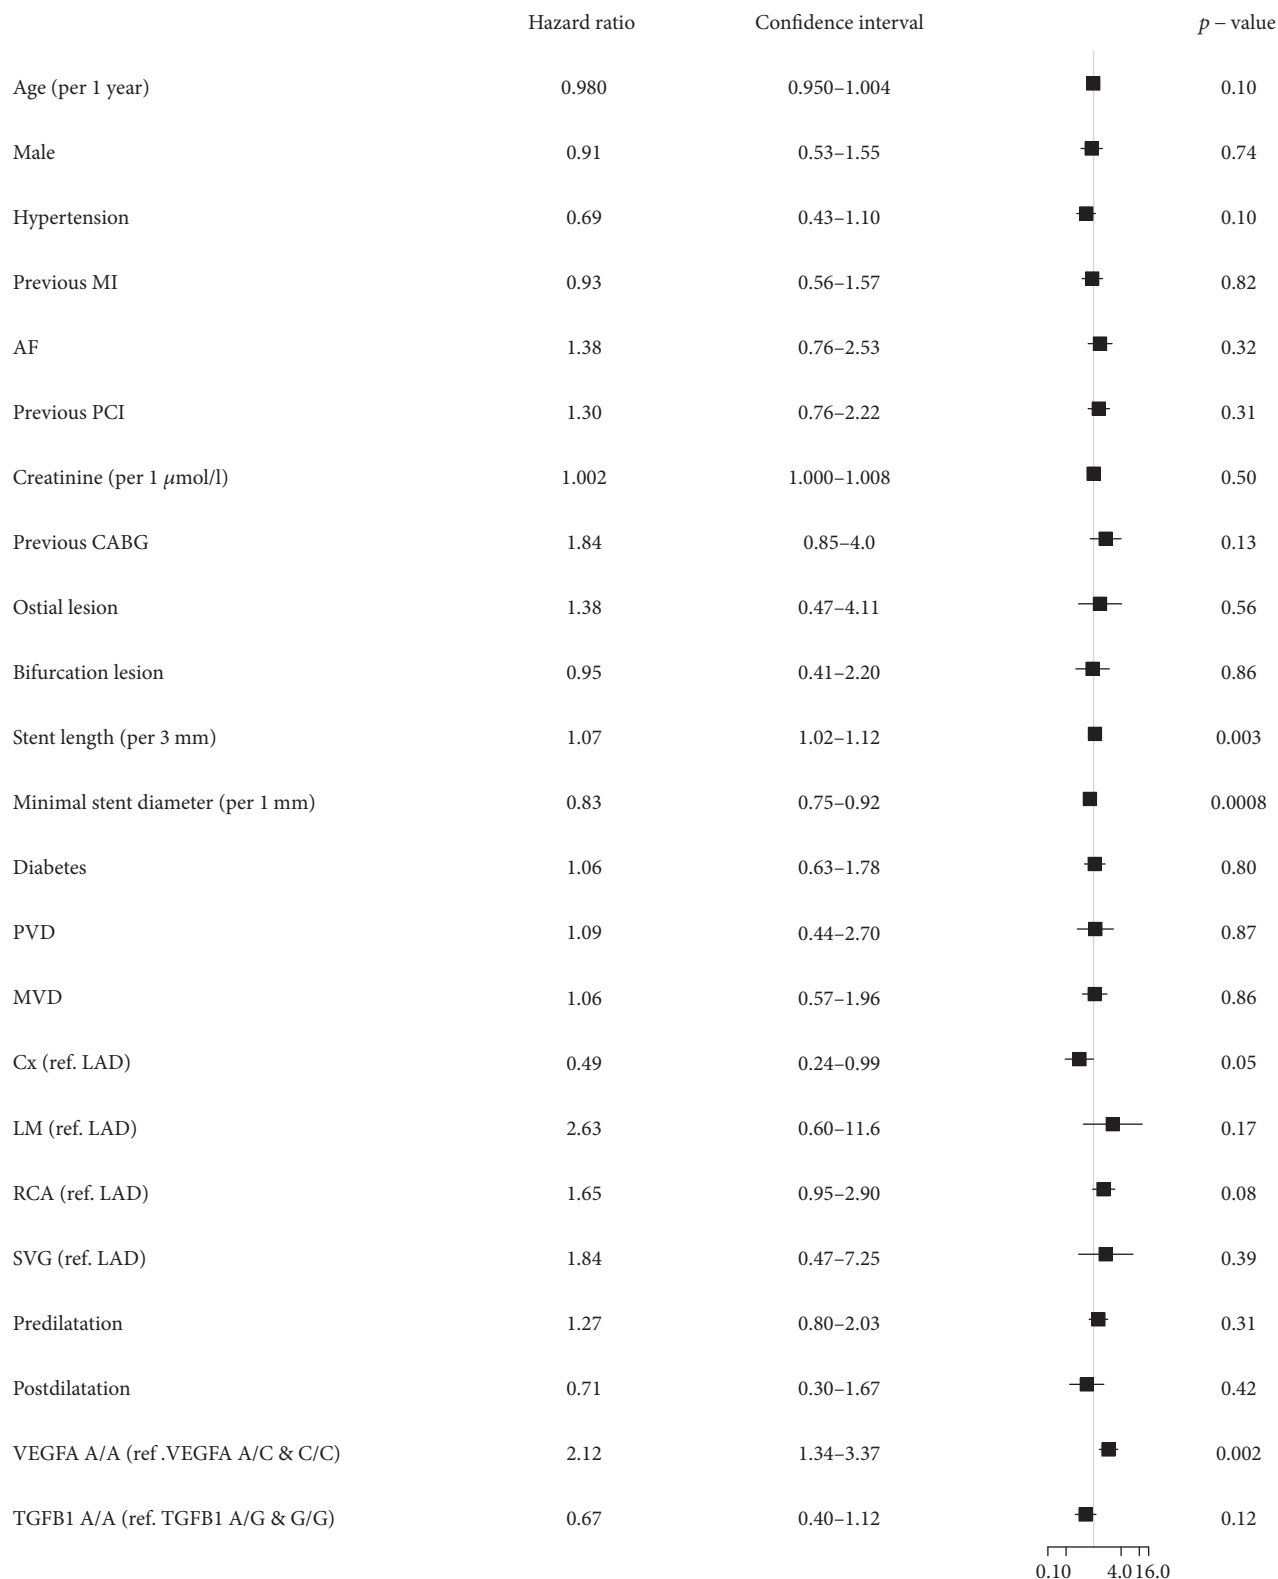 Hazard ratio Confidence interval p – value
Age (per 1 year) 0.980 0.950–1.004 0.10
Male 0.91 0.53–1.55 0.74
Hypertension 0.69 0.43–1.10 0.10
Previous MI 0.93 0.56–1.57 0.82
AF 1.38 0.76–2.53 0.32
Previous PCI 1.30 0.76–2.22 0.31
Creatinine (per 1 μmol/l) 1.002 1.000–1.008 0.50
Previous CABG 1.84 0.85–4.0 0.13
Ostial lesion 1.38 0.47–4.11 0.56
Bifurcation lesion 0.95 0.41–2.20 0.86
Stent length (per 3 mm) 1.07 1.02–1.12 0.003
Minimal stent diameter (per 1 mm) 0.83 0.75–0.92 0.0008
Diabetes 1.06 0.63–1.78 0.80
PVD 1.09 0.44–2.70 0.87
MVD 1.06 0.57–1.96 0.86
Cx (ref. LAD) 0.49 0.24–0.99 0.05
LM (ref. LAD) 2.63 0.60–11.6 0.17
RCA (ref. LAD) 1.65 0.95–2.90 0.08
SVG (ref. LAD) 1.84 0.47–7.25 0.39
Predilatation 1.27 0.80–2.03 0.31
Postdilatation 0.71 0.30–1.67 0.42
VEGFA A/A (ref .VEGFA A/C & C/C) 2.12 1.34–3.37 0.002
TGFB1 A/A (ref. TGFB1 A/G & G/G) 0.67 0.40–1.12 0.12
0.10 4.0 16.0